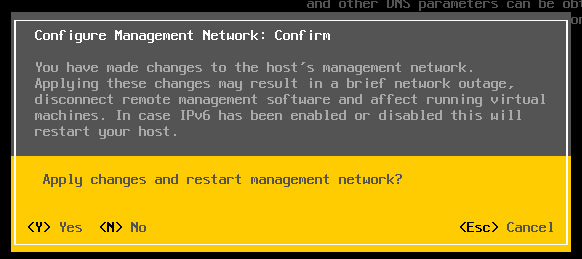 and other DNS parameters can be
Configure Management Network: Confirm
You have made changes to the host's management network.
Applying these changes may result in a brief network outage,
disconnect remote management software and affect running virtual
machines. In case IPv6 has been enabled or disabled this will
restart your host.
Apply changes and restart management network?
<Y> Yes <N> No <Esc> Cancel